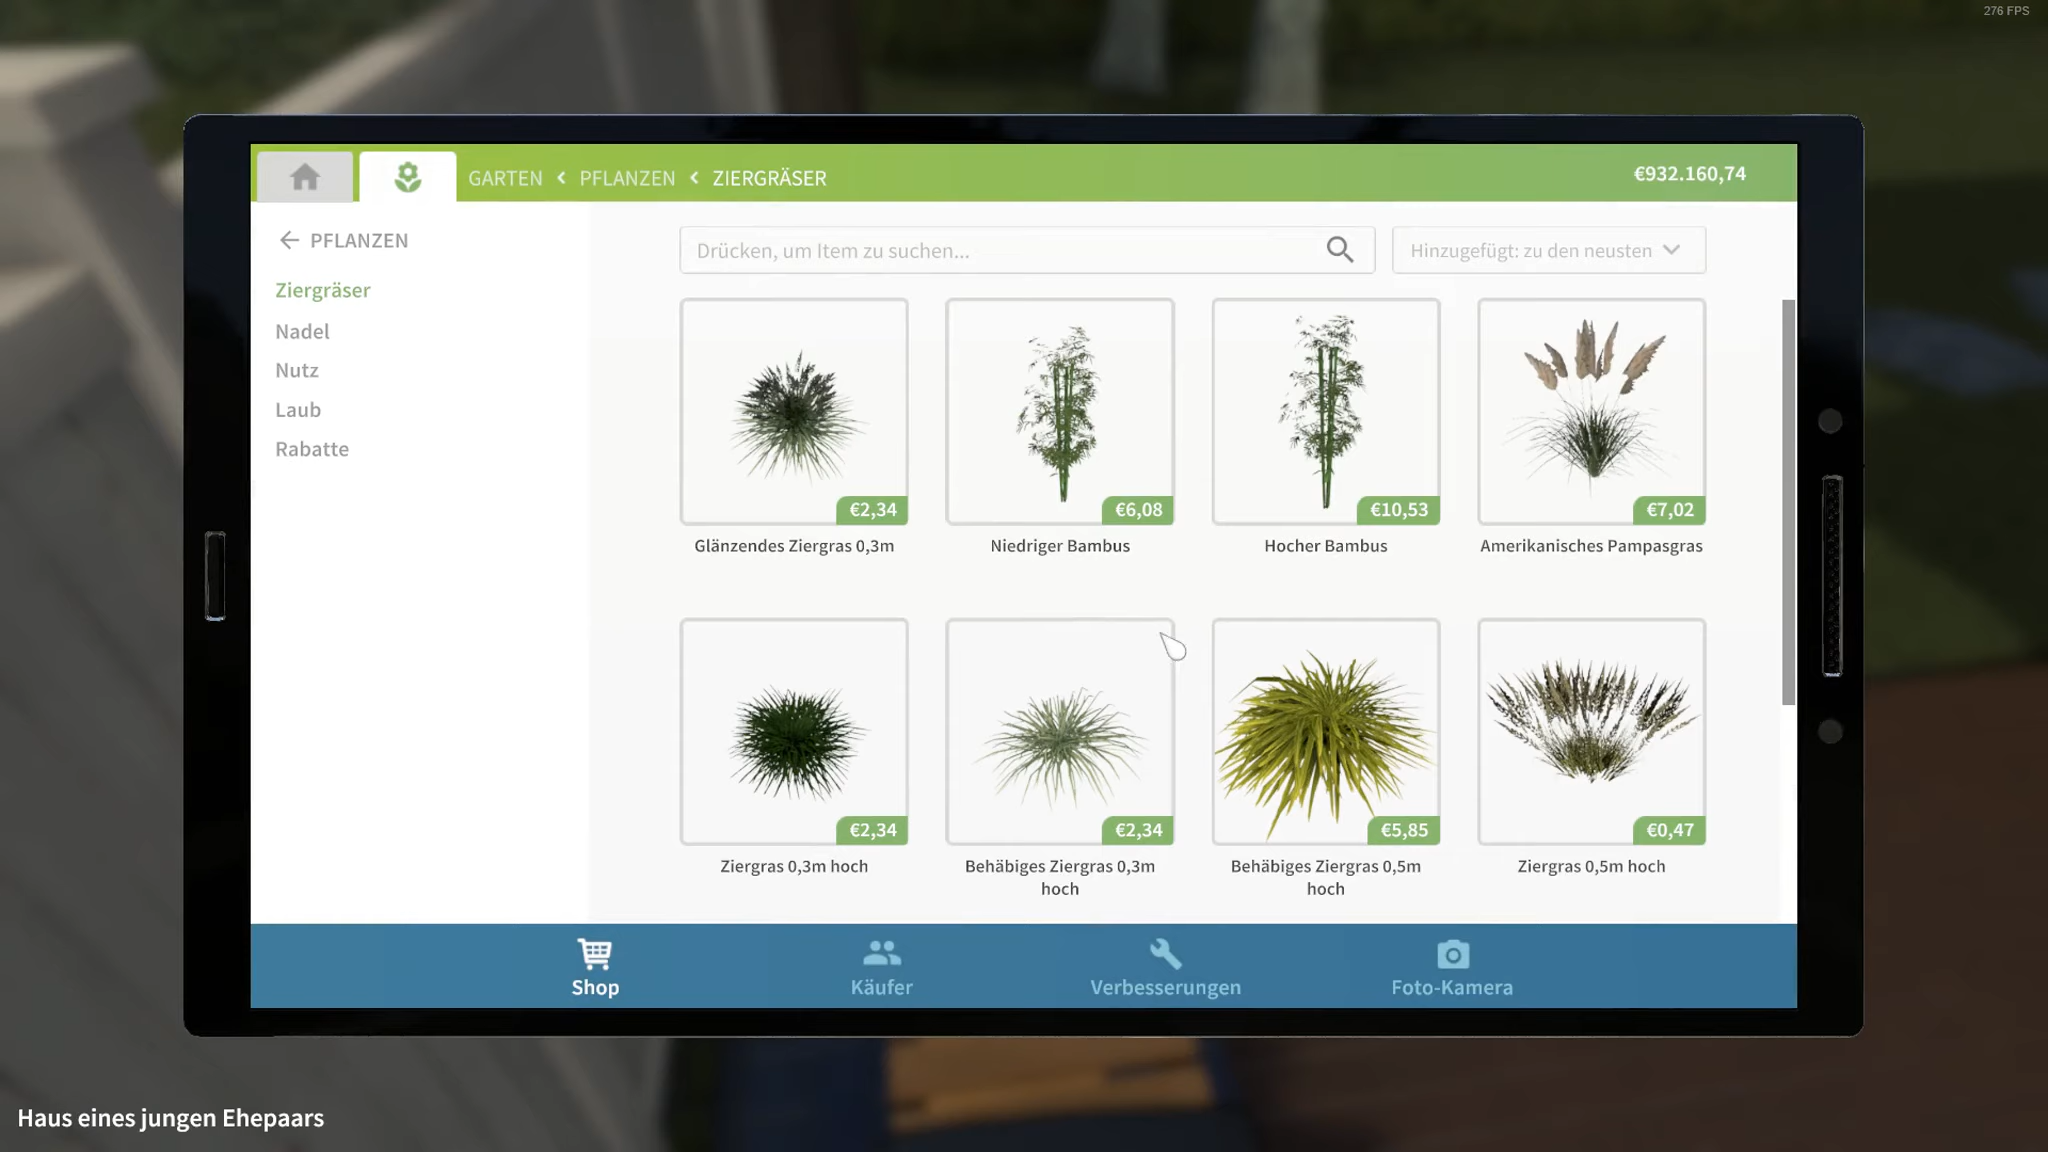 276 FPS
GARTEN < PFLANZEN < ZIERGRÄSER
€932.160,74
PFLANZEN
Ziergräser
Nadel
Nutz
Laub
Rabatte
Drücken, um Item zu suchen...
Hinzugefügt: zu den neusten
€2,34
€6,08
€10,53
€7,02
Glänzendes Ziergras 0,3m
Niedriger Bambus
Hocher Bambus
Amerikanisches Pampasgras
€2,34
€2,34
€5,85
€0,47
Ziergras 0,3m hoch
Behäbiges Ziergras 0,3m
hoch
Behäbiges Ziergras 0,5m
hoch
Ziergras 0,5m hoch
Shop
Käufer
Verbesserungen
Foto-Kamera
Haus eines jungen Ehepaars